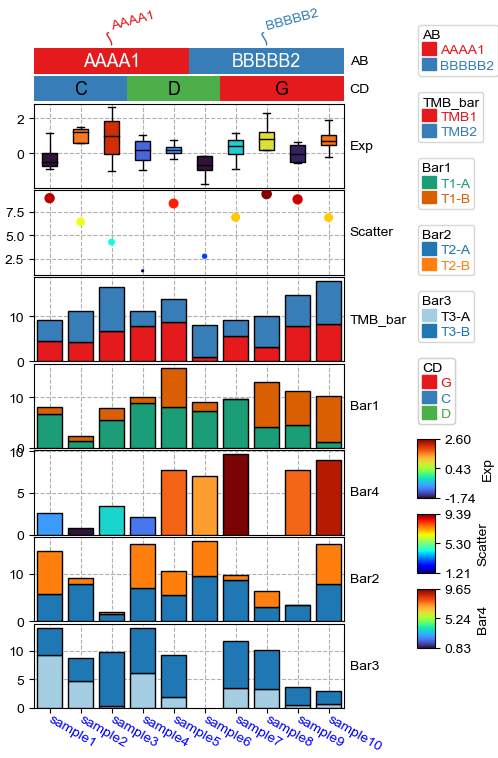 AAAA1 BBBBB2
AAAA1 BBBBB2 AB
C D G CD
2
0
Exp
7.5
5.0
2.5
Scatter
10
0
TMB_bar
10
0
Bar1
10
5
0
Bar4
10
0
Bar2
10
5
0
Bar3
sample1 sample2 sample3 sample4 sample5 sample6 sample7 sample8 sample9 sample10
AB
AAAA1
BBBBB2
TMB_bar
TMB1
TMB2
Bar1
T1-A
T1-B
Bar2
T2-A
T2-B
Bar3
T3-A
T3-B
CD
G
C
D
2.60
0.43
-1.74
Exp
9.39
5.30
1.21
Scatter
9.65
5.24
0.83
Bar4